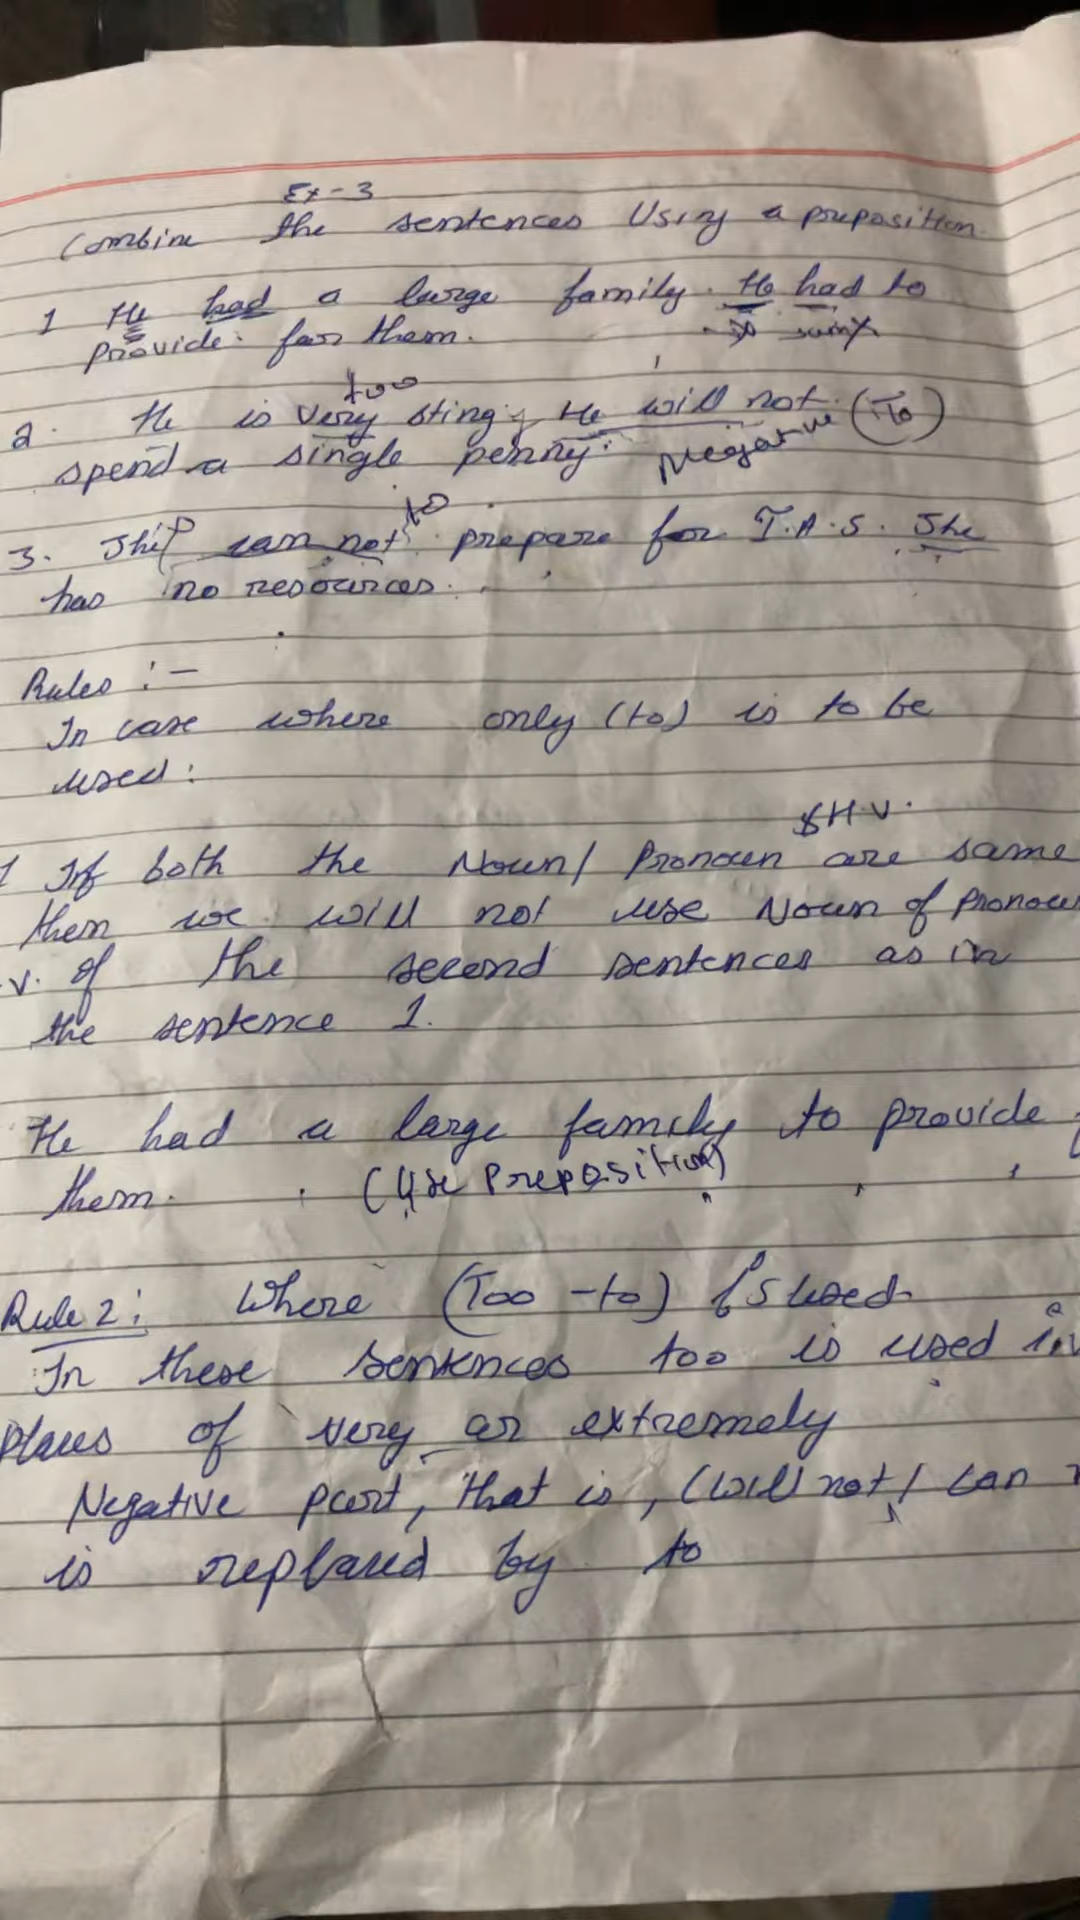 Ex-3
Combine the sentences Using a preposition.
1 He had a large family. He had to
provide for them.
too
2. He is very sting; He will not (To)
spend a single penny. Negative
to
3. She can not prepare for I.A.S. She
has no resources.
Rules :-
In case where only (to) is to be
used:
H.V.
1 If both the Noun/ Pronoun are same
then we will not use Noun of Pronoun
.v. of the second sentences as in
the sentence 1.
He had a large family to provide f
them. (Use Preposition)
Rule 2: Where (Too -to) is used
In these sentences too is used in
places of very or extremely
Negative part, that is, (will not/ can n
is replaced by to